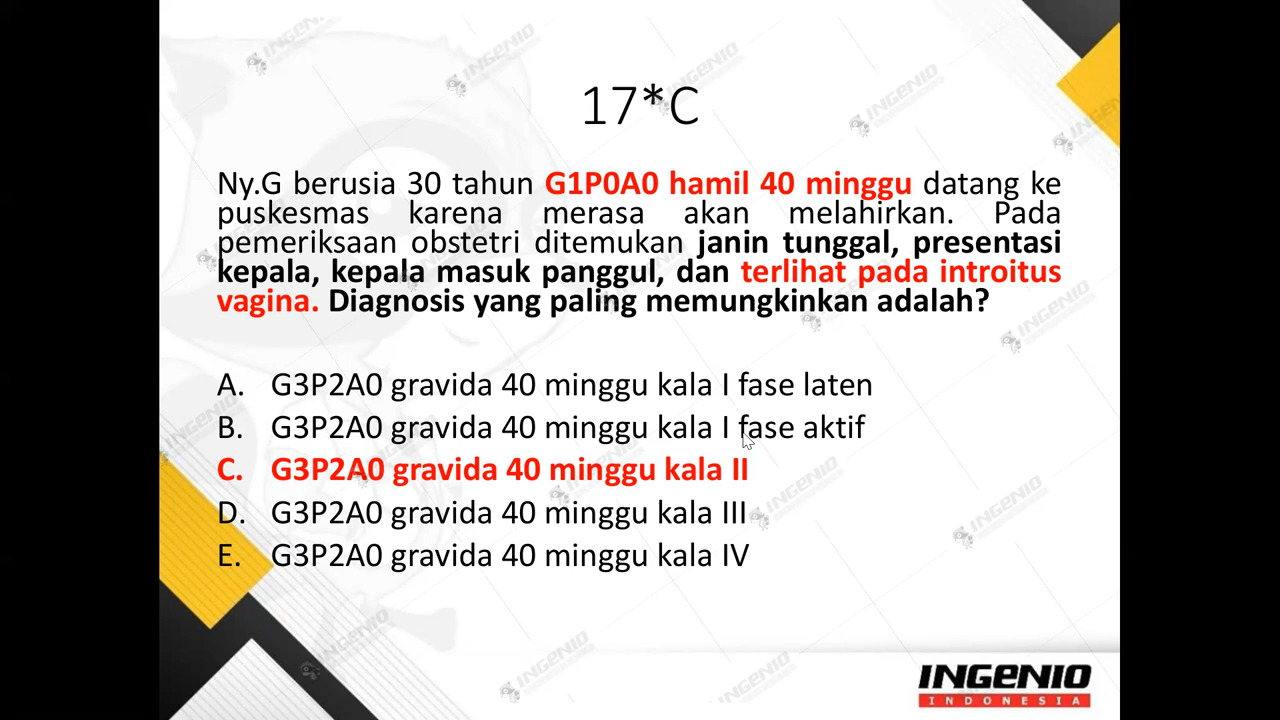 17*C
Ny.G berusia 30 tahun G1P0A0 hamil 40 minggu datang ke
puskesmas karena merasa akan melahirkan. Pada
pemeriksaan obstetri ditemukan janin tunggal, presentasi
kepala, kepala masuk panggul, dan terlihat pada introitus
vagina. Diagnosis yang paling memungkinkan adalah?
A. G3P2A0 gravida 40 minggu kala I fase laten
B. G3P2A0 gravida 40 minggu kala I fase aktif
C. G3P2A0 gravida 40 minggu kala II
D. G3P2A0 gravida 40 minggu kala III
E. G3P2A0 gravida 40 minggu kala IV
INGENIO
INDONESIA